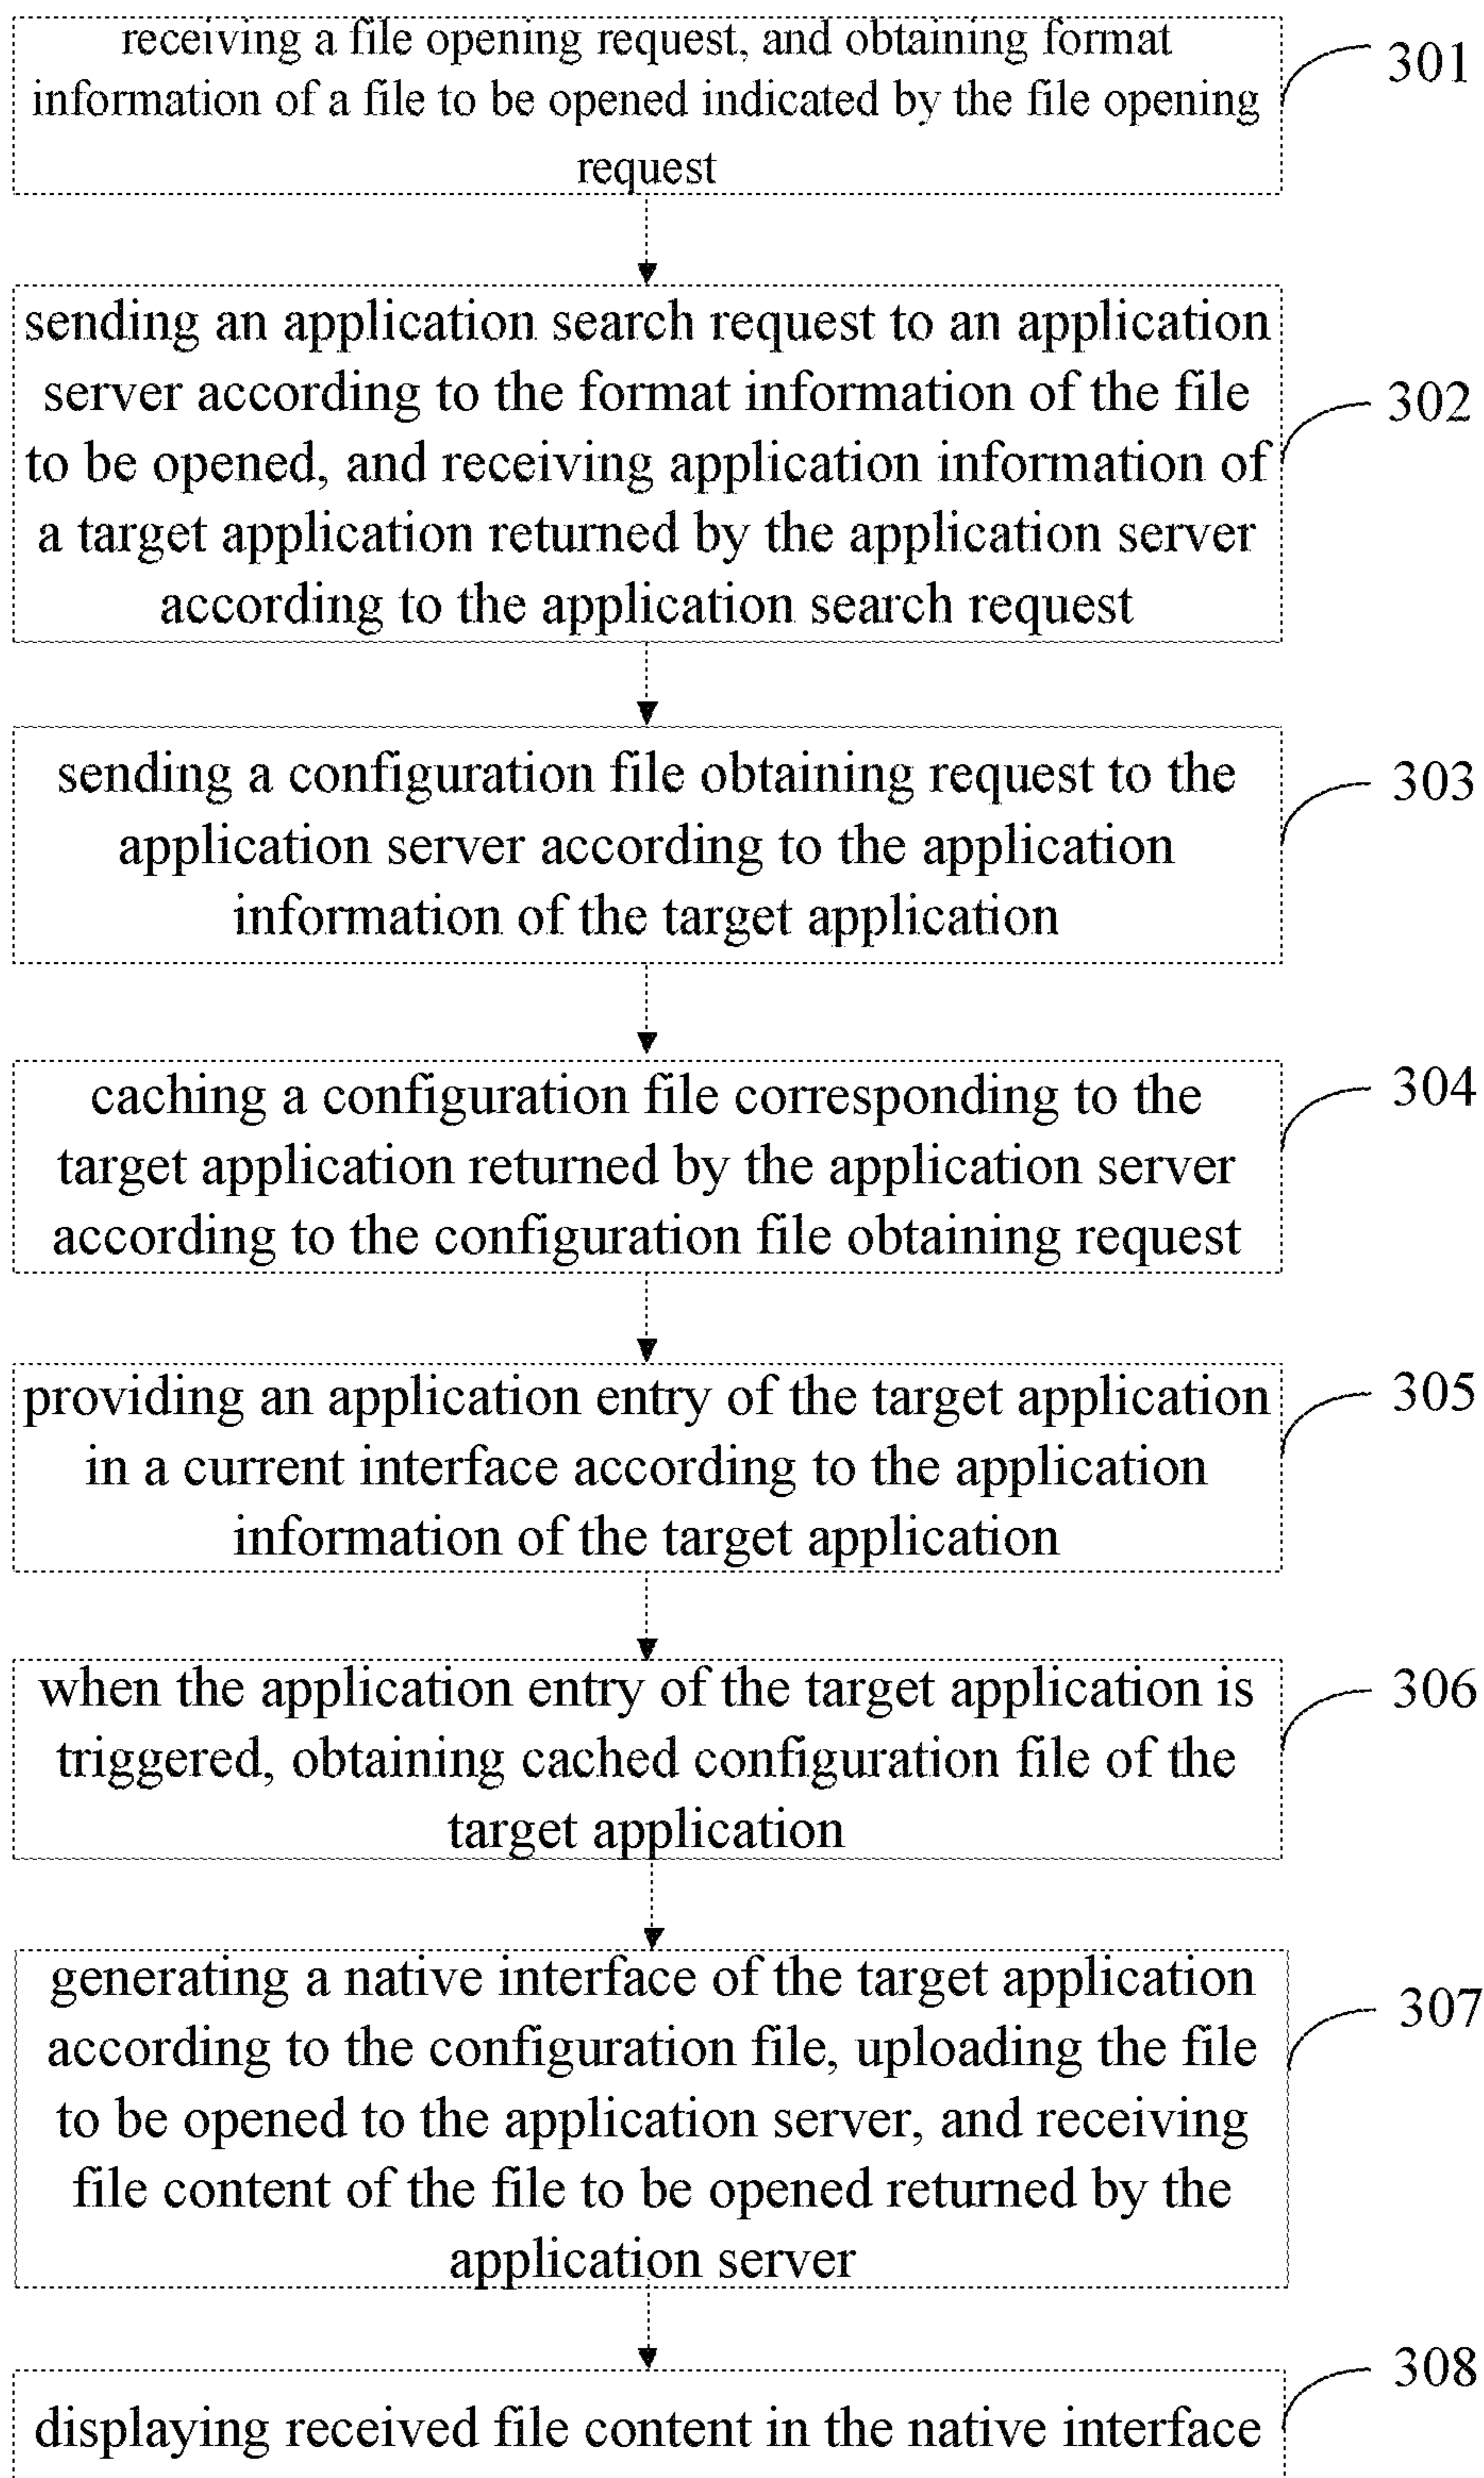 receiving a file opening request, and obtaining format
information of a file to be opened indicated by the file opening
request
301
sending an application search request to an application
server according to the format information of the file
to be opened, and receiving application information of
a target application returned by the application server
according to the application search request
302
sending a configuration file obtaining request to the
application server according to the application
information of the target application
303
caching a configuration file corresponding to the
target application returned by the application server
according to the configuration file obtaining request
304
providing an application entry of the target application
in a current interface according to the application
information of the target application
305
when the application entry of the target application is
triggered, obtaining cached configuration file of the
target application
306
generating a native interface of the target application
according to the configuration file, uploading the file
to be opened to the application server, and receiving
file content of the file to be opened returned by the
application server
307
displaying received file content in the native interface
308